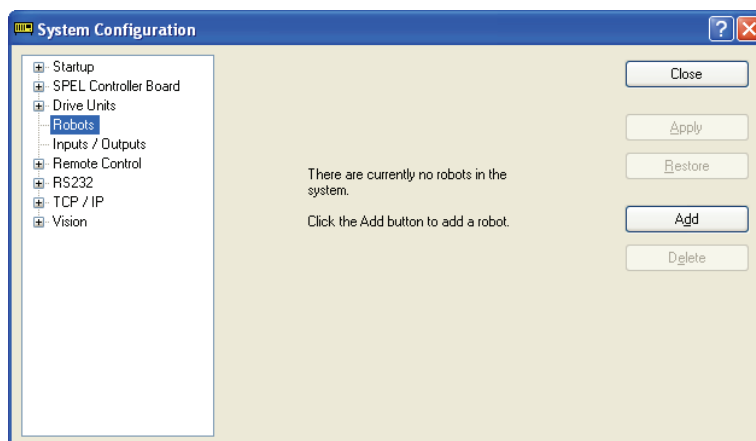 System Configuration
Startup
SPEL Controller Board
Drive Units
Robots
Inputs / Outputs
Remote Control
RS232
TCP / IP
Vision
There are currently no robots in the
system.
Click the Add button to add a robot.
Close
Apply
Restore
Add
Delete